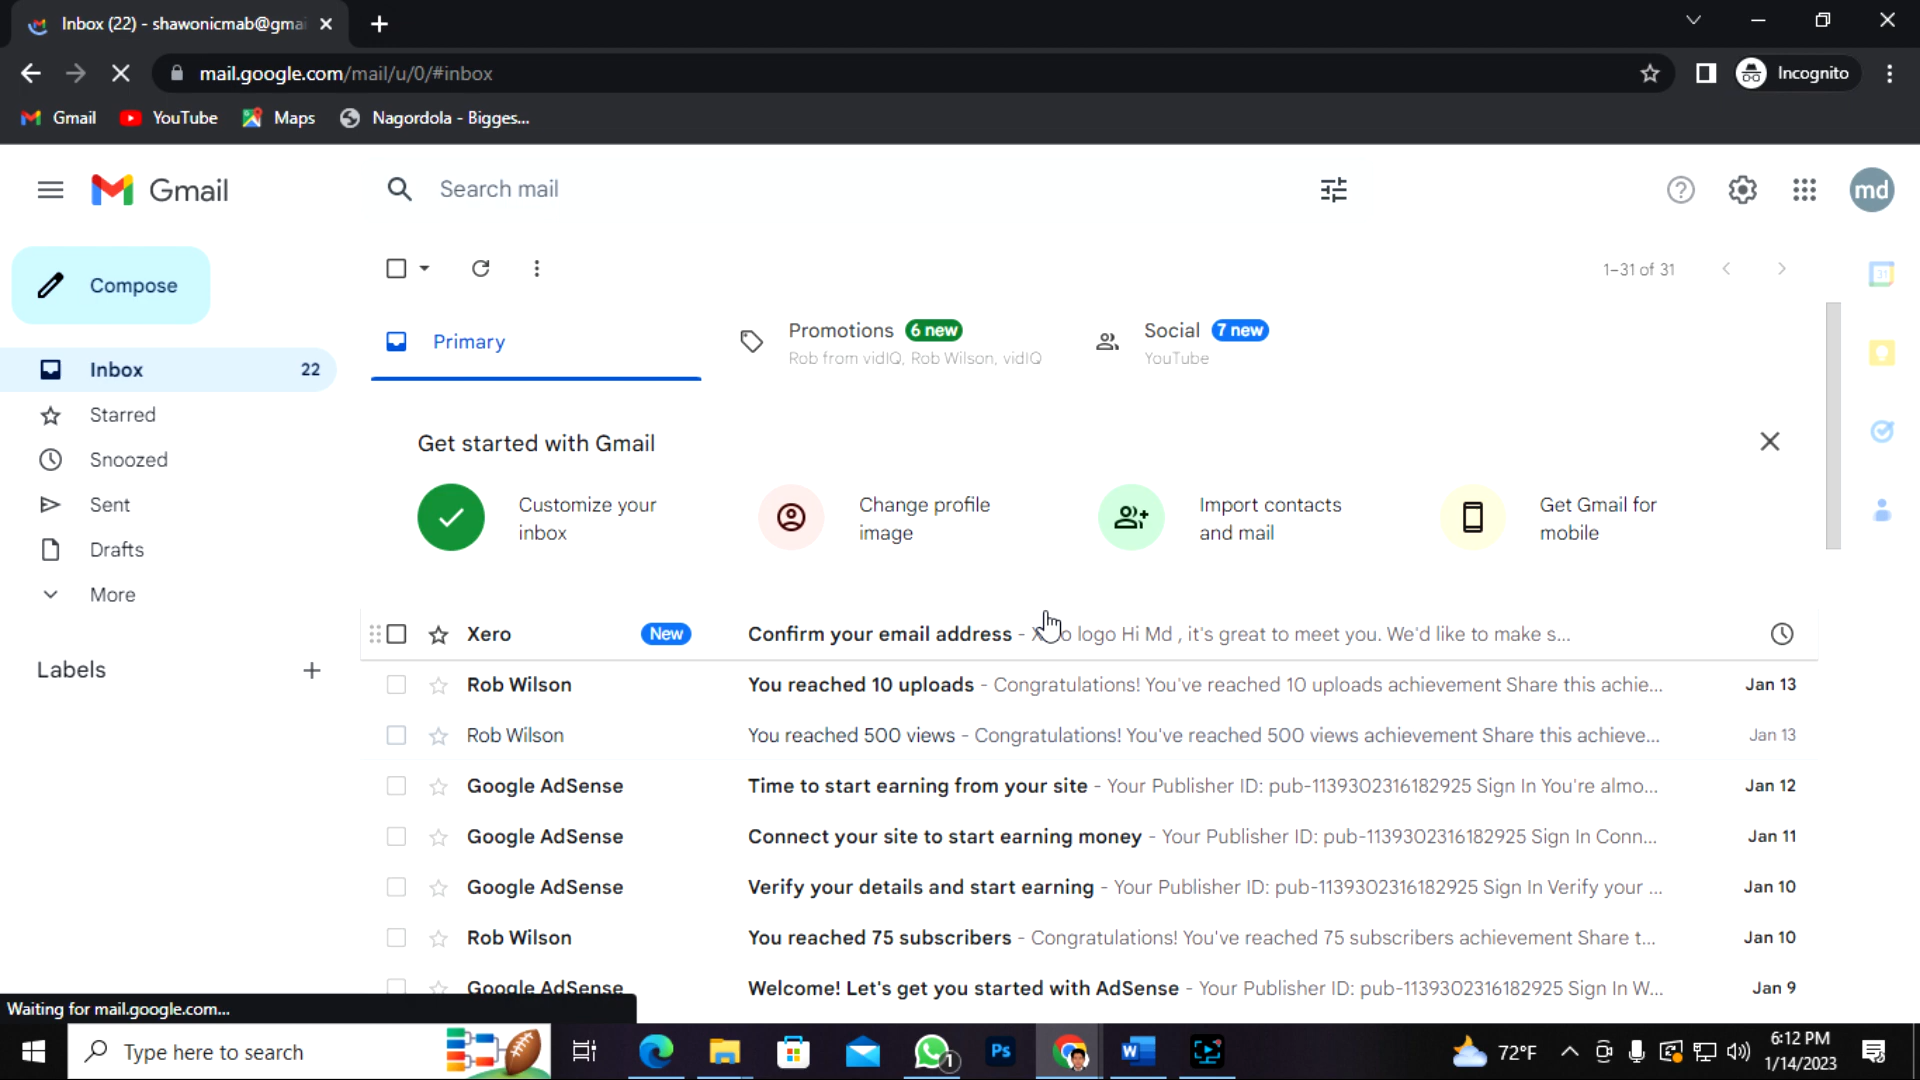 Inbox (22) - shawonicmab@gmai
mail.google.com/mail/u/0/#inbox
Incognito
Gmail
YouTube
Maps
Nagordola - Bigges...
Gmail
Search mail
md
Compose
1–31 of 31
31
Primary
Promotions 6 new
Rob from vidIQ, Rob Wilson, vidIQ
Social 7 new
YouTube
Inbox 22
Starred
Snoozed
Sent
Drafts
More
Labels
Get started with Gmail
Customize your
inbox
Change profile
image
Import contacts
and mail
Get Gmail for
mobile
Xero New Confirm your email address - logo Hi Md , it's great to meet you. We'd like to make s...
Rob Wilson You reached 10 uploads - Congratulations! You've reached 10 uploads achievement Share this achie... Jan 13
Rob Wilson You reached 500 views - Congratulations! You've reached 500 views achievement Share this achieve... Jan 13
Google AdSense Time to start earning from your site - Your Publisher ID: pub-1139302316182925 Sign In You're almo... Jan 12
Google AdSense Connect your site to start earning money - Your Publisher ID: pub-1139302316182925 Sign In Conn... Jan 11
Google AdSense Verify your details and start earning - Your Publisher ID: pub-1139302316182925 Sign In Verify your ... Jan 10
Rob Wilson You reached 75 subscribers - Congratulations! You've reached 75 subscribers achievement Share t... Jan 10
Google AdSense Welcome! Let's get you started with AdSense - Your Publisher ID: pub-1139302316182925 Sign In W... Jan 9
Waiting for mail.google.com...
Type here to search
1
Ps
W
72°F
6:12 PM
1/14/2023